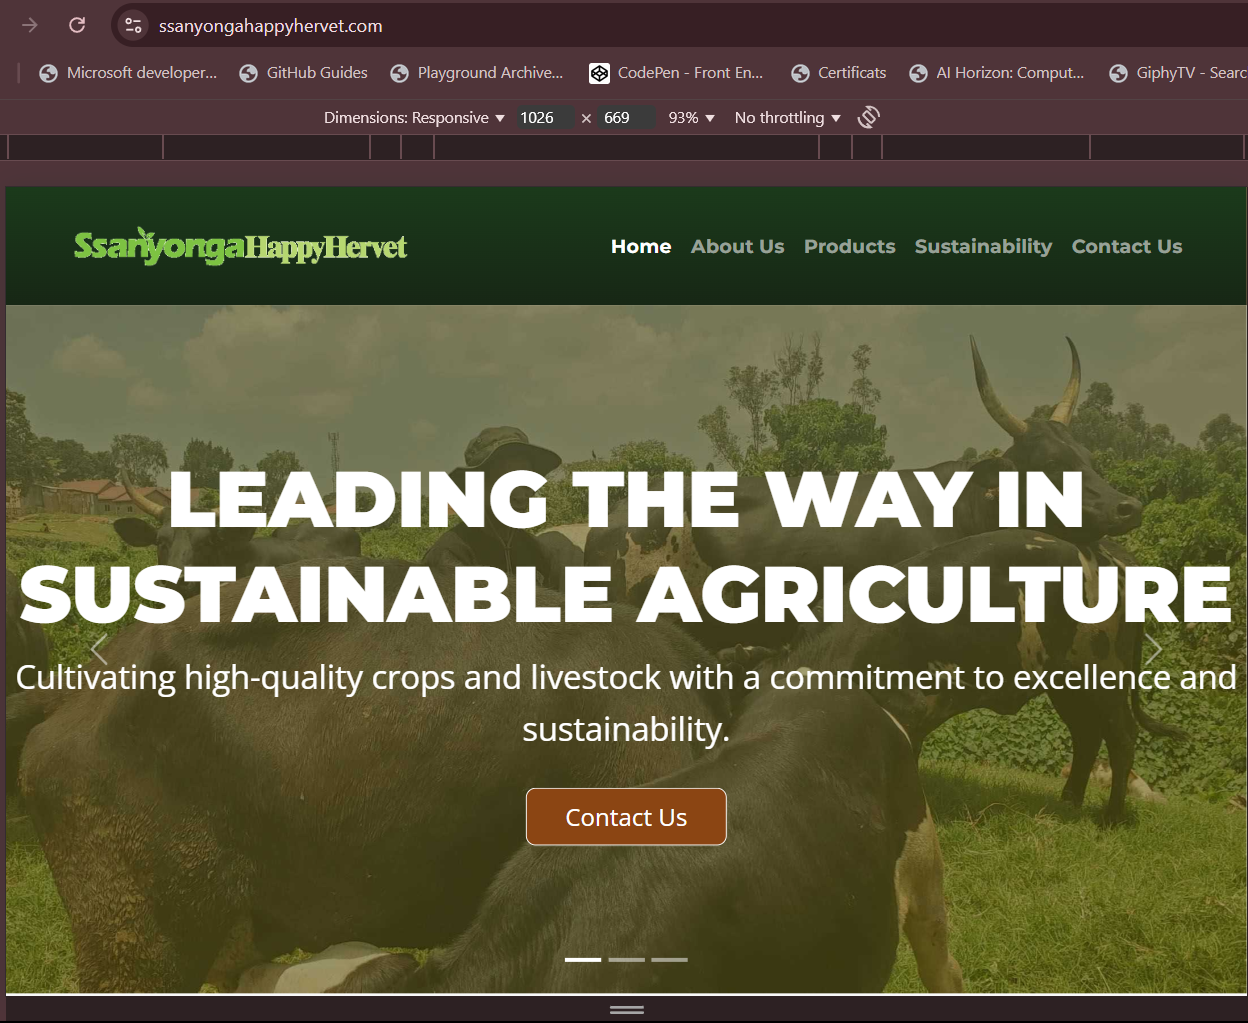 ssanyongahappyhervet.com
Microsoft developer...
GitHub Guides
Playground Archive...
CodePen - Front En...
Certificats
AI Horizon: Comput...
GiphyTV - Searc
Dimensions: Responsive
1026
×
669
93%
No throttling
SsanyongaHappyHervet
Home
About Us
Products
Sustainability
Contact Us
LEADING THE WAY IN
SUSTAINABLE AGRICULTURE
Cultivating high-quality crops and livestock with a commitment to excellence and
sustainability.
Contact Us